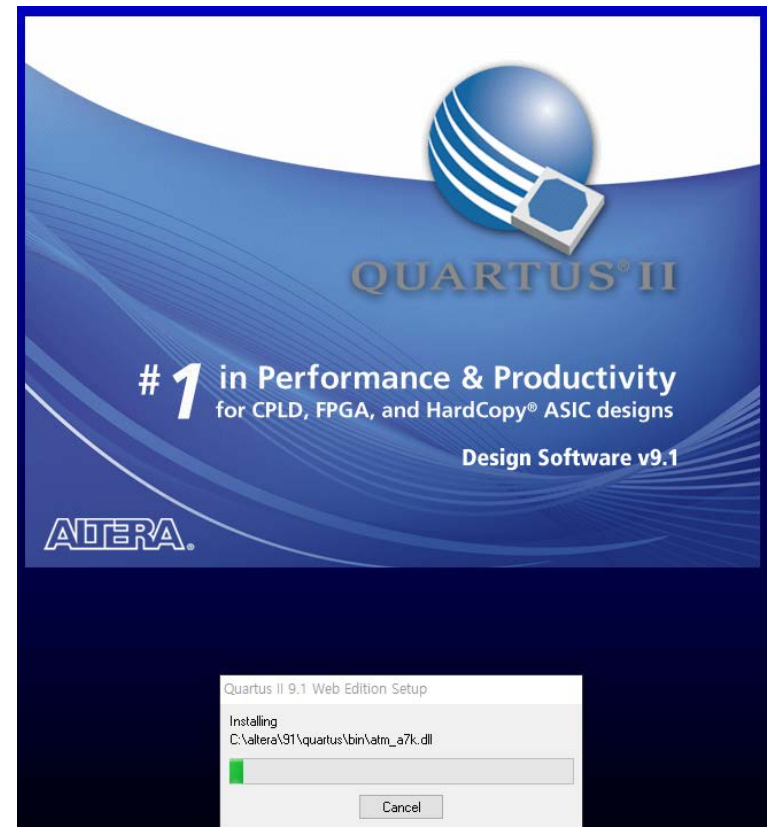 QUARTUS® II
# 1 in Performance & Productivity
for CPLD, FPGA, and HardCopy® ASIC designs
Design Software v9.1
ALTERA.
Quartus II 9.1 Web Edition Setup
Installing
C:\altera\91\quartus\bin\atm_a7k.dll
Cancel